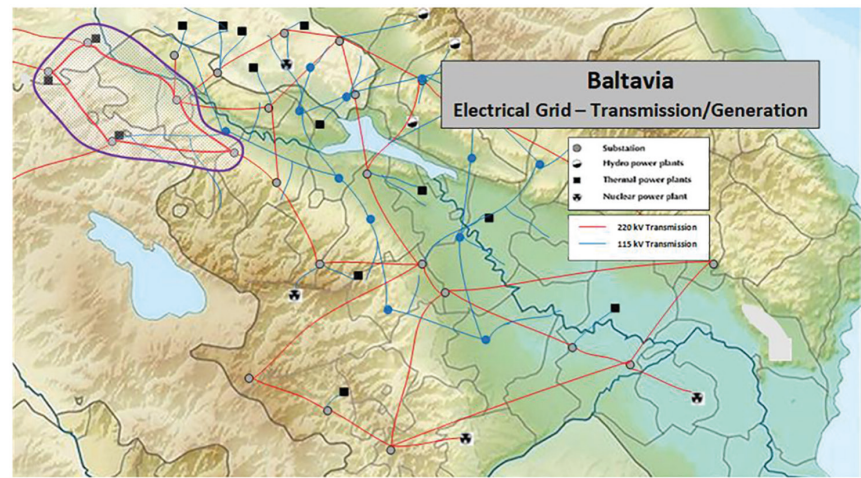 Baltavia
Electrical Grid – Transmission/Generation
Substation
Hydro power plants
Thermal power plants
Nuclear power plant
220 kV Transmission
115 kV Transmission